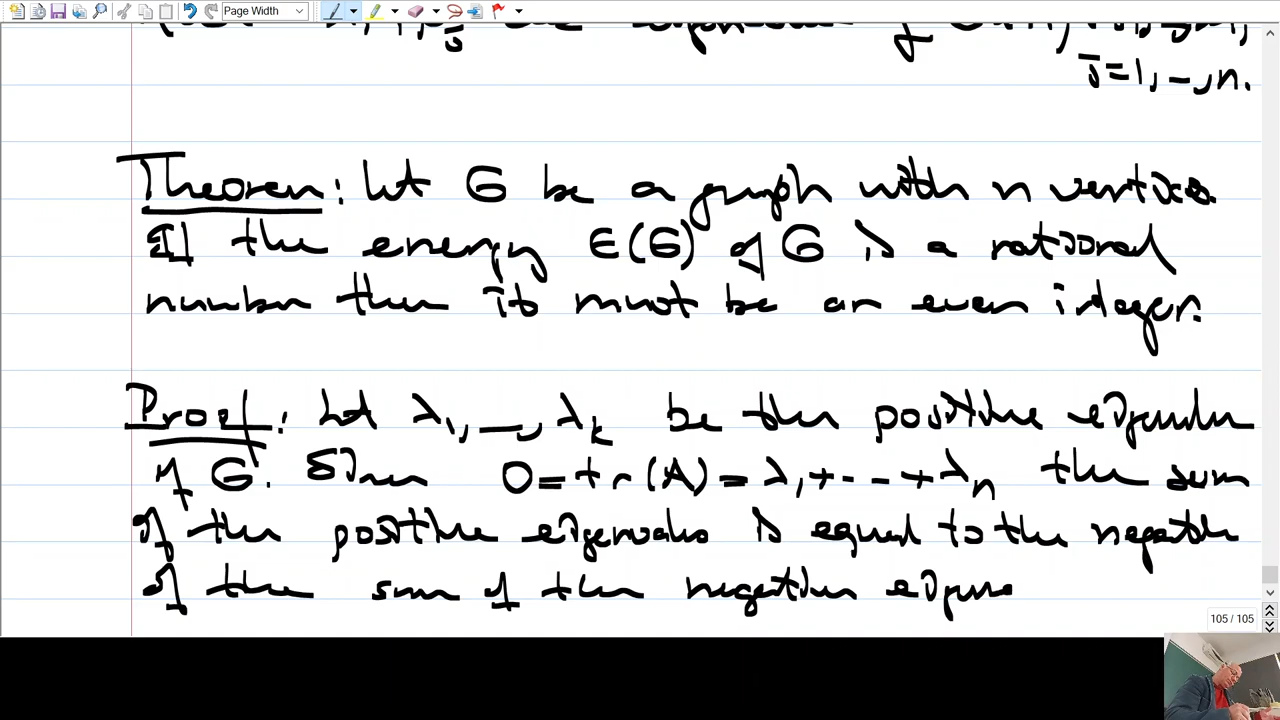 Page Width
j=1, -, n.
Theorem: Let G be a graph with n vertices.
If the energy E(G) of G is a rational
number then it must be an even integer.
Proof: Let λ1, —, λk be the positive eigenvalues
of G. Since 0 = tr(A) = λ1 + -- + λn the sum
of the positive eigenvalues is equal to the negative
of the sum of the negative eigenv
105 / 105